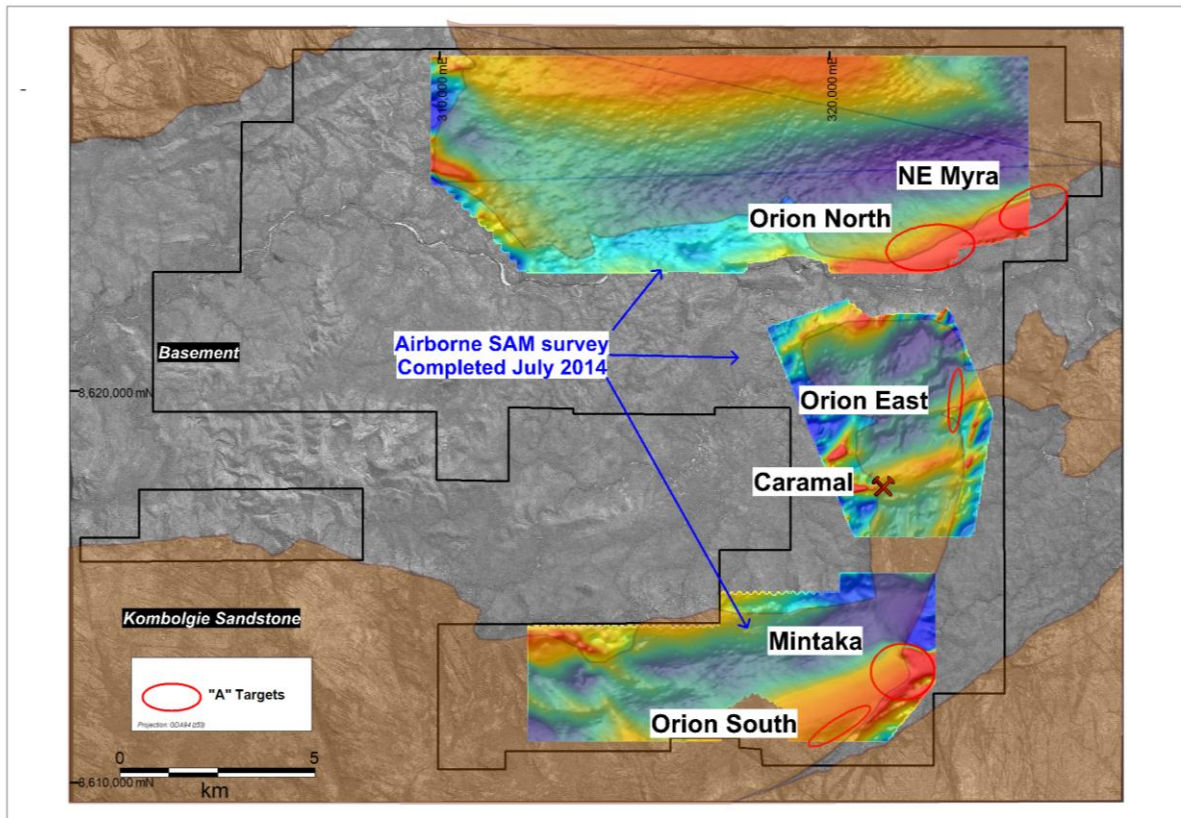 310,000 mE
320,000 mE
NE Myra
Orion North
Airborne SAM survey
Completed July 2014
Basement
8,620,000 mN
Orion East
Caramal
Kombolgie Sandstone
Mintaka
"A" Targets
Projection: GDA94 (z53)
Orion South
0 5
km
8,610,000 mN